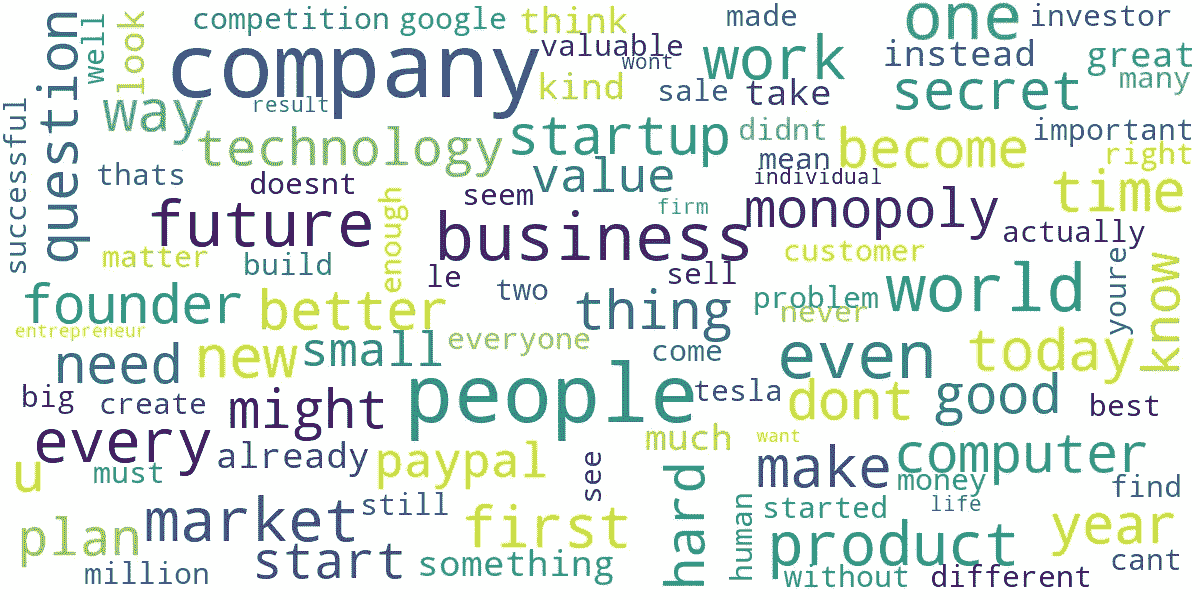 competition google think made one investor
well look company valuable wont work instead great
question way result kind sale take secret many
successful technology startup didnt become important
thats doesnt seem value mean individual right time
future enough firm monopoly actually
matter build business customer
le two sell problem world youre know
founder better thing never
entrepreneur need new small everyone come even today
big create might people tesla dont good best
every already paypal much want make computer
u must see hard money find
plan market still first human started life year
million start something product cant
without different